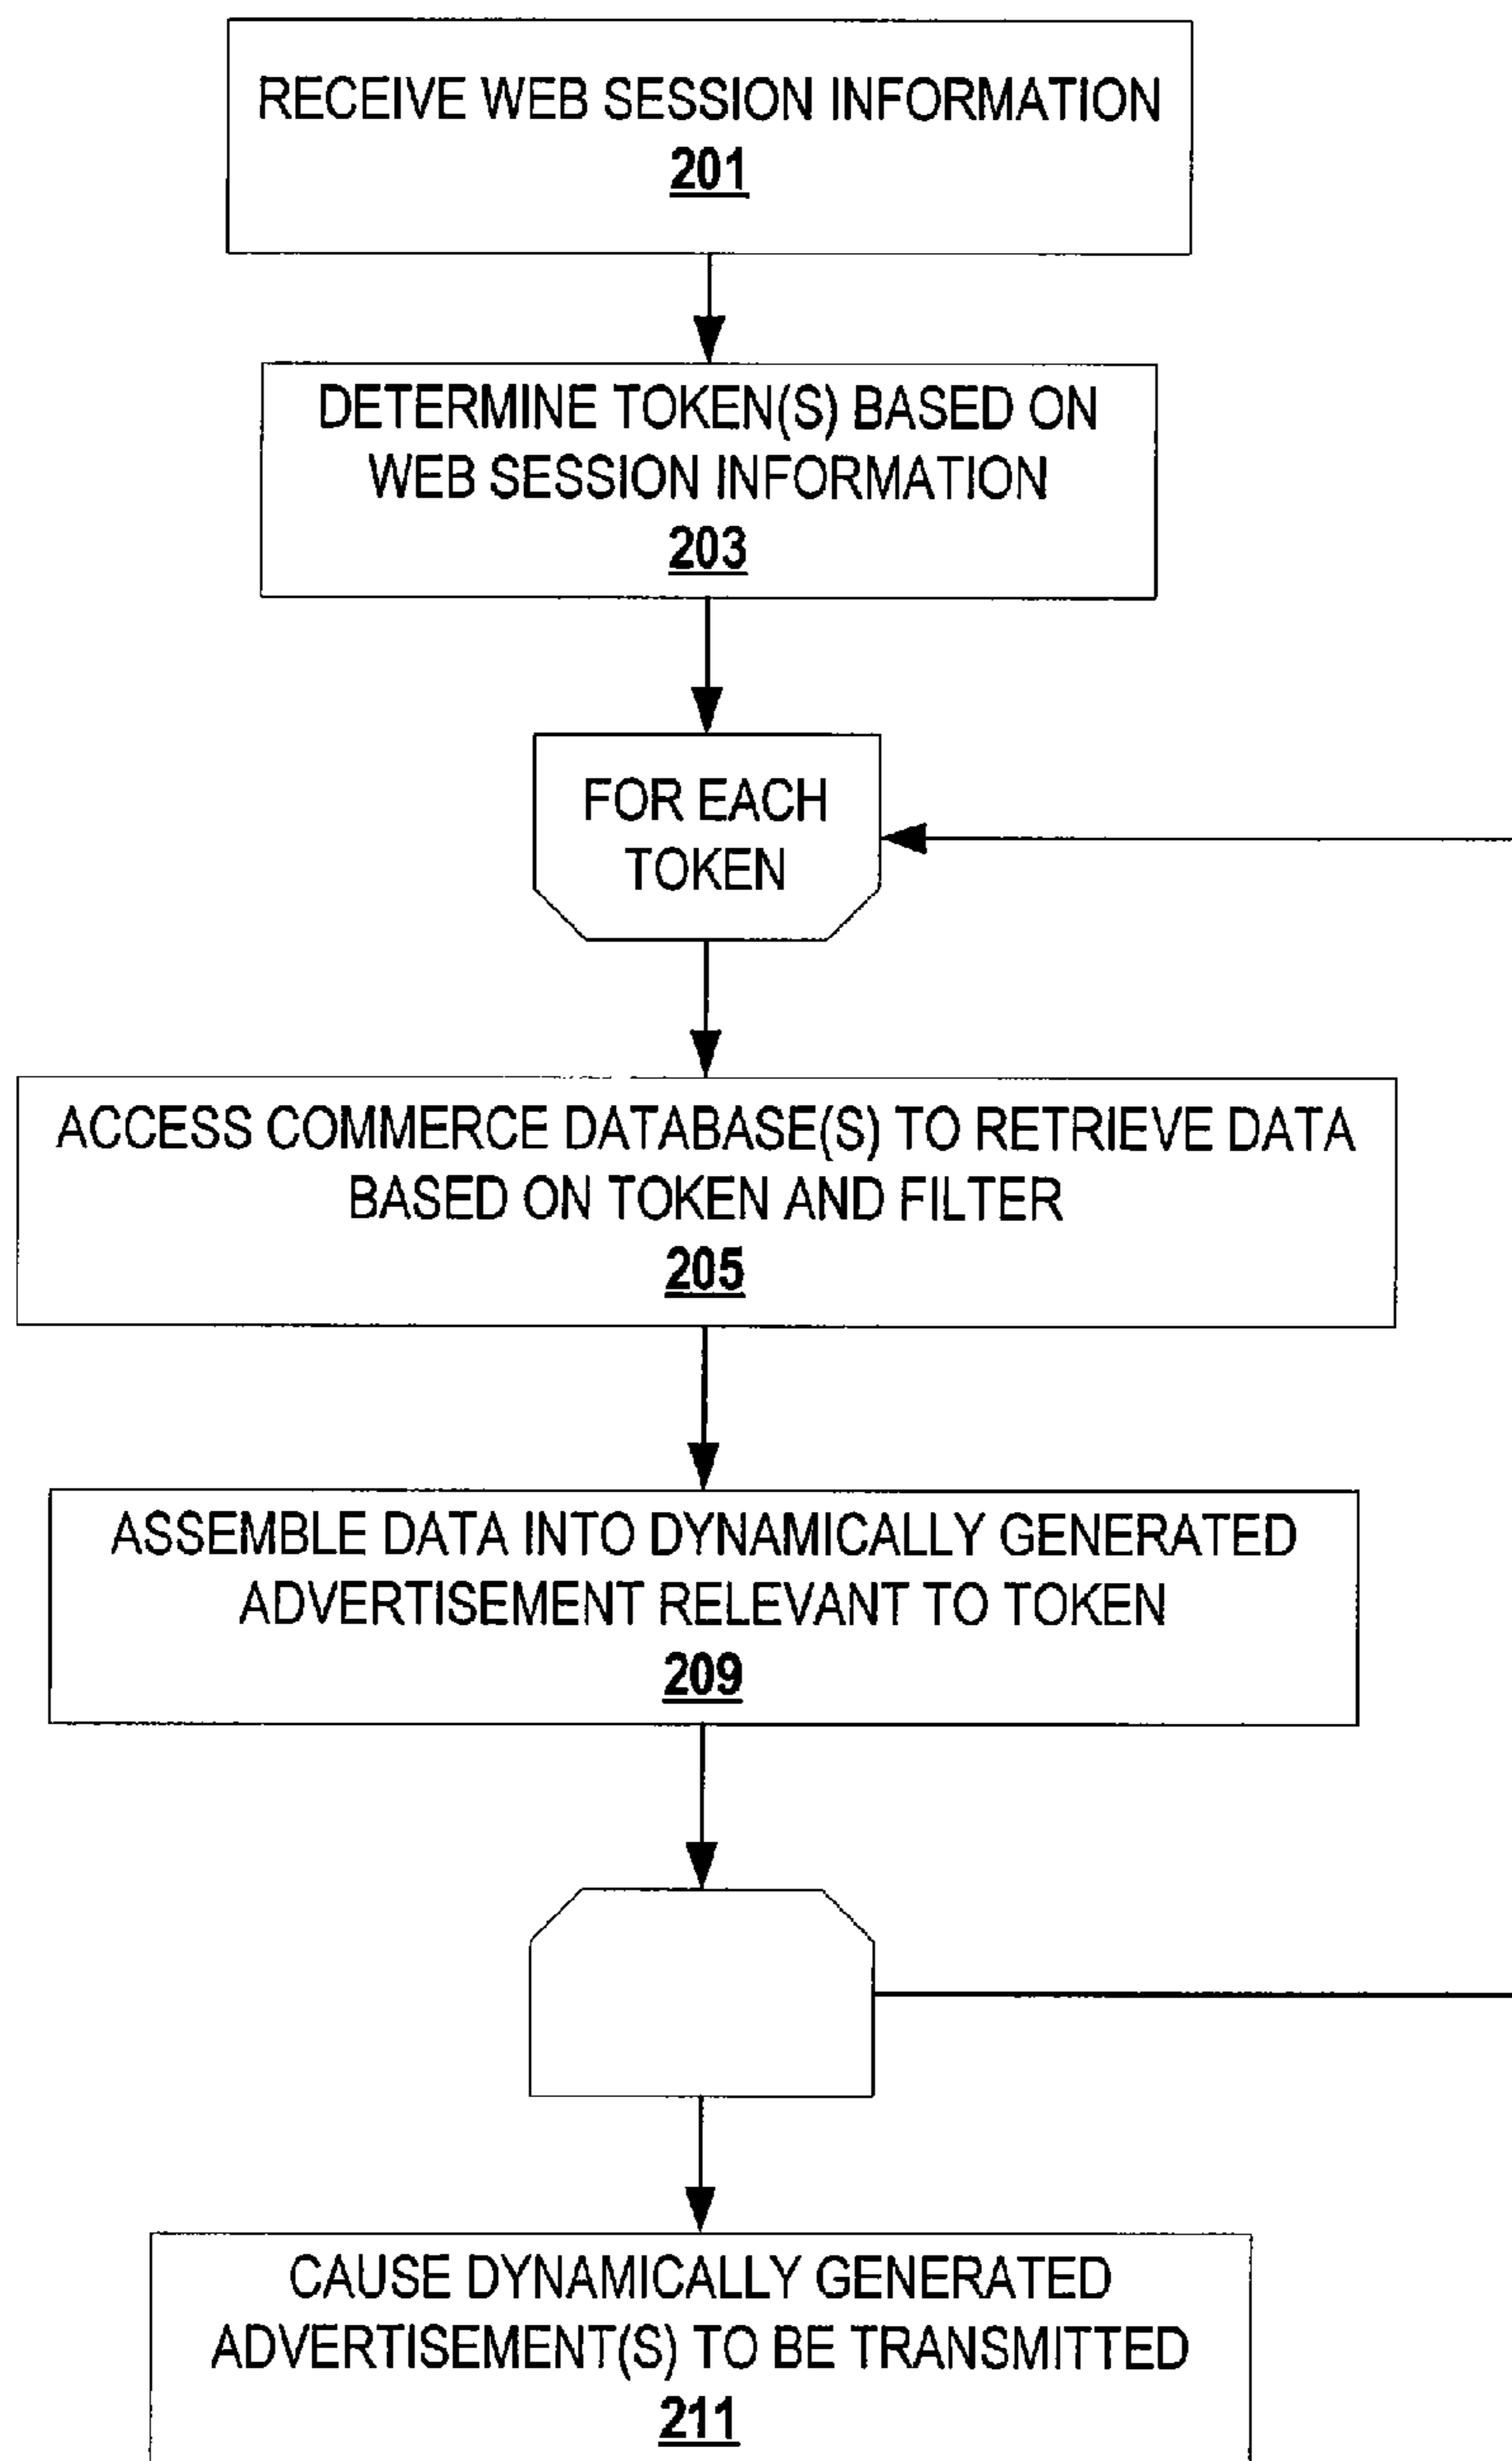 RECEIVE WEB SESSION INFORMATION
201
DETERMINE TOKEN(S) BASED ON
WEB SESSION INFORMATION
203
FOR EACH
TOKEN
ACCESS COMMERCE DATABASE(S) TO RETRIEVE DATA
BASED ON TOKEN AND FILTER
205
ASSEMBLE DATA INTO DYNAMICALLY GENERATED
ADVERTISEMENT RELEVANT TO TOKEN
209
CAUSE DYNAMICALLY GENERATED
ADVERTISEMENT(S) TO BE TRANSMITTED
211